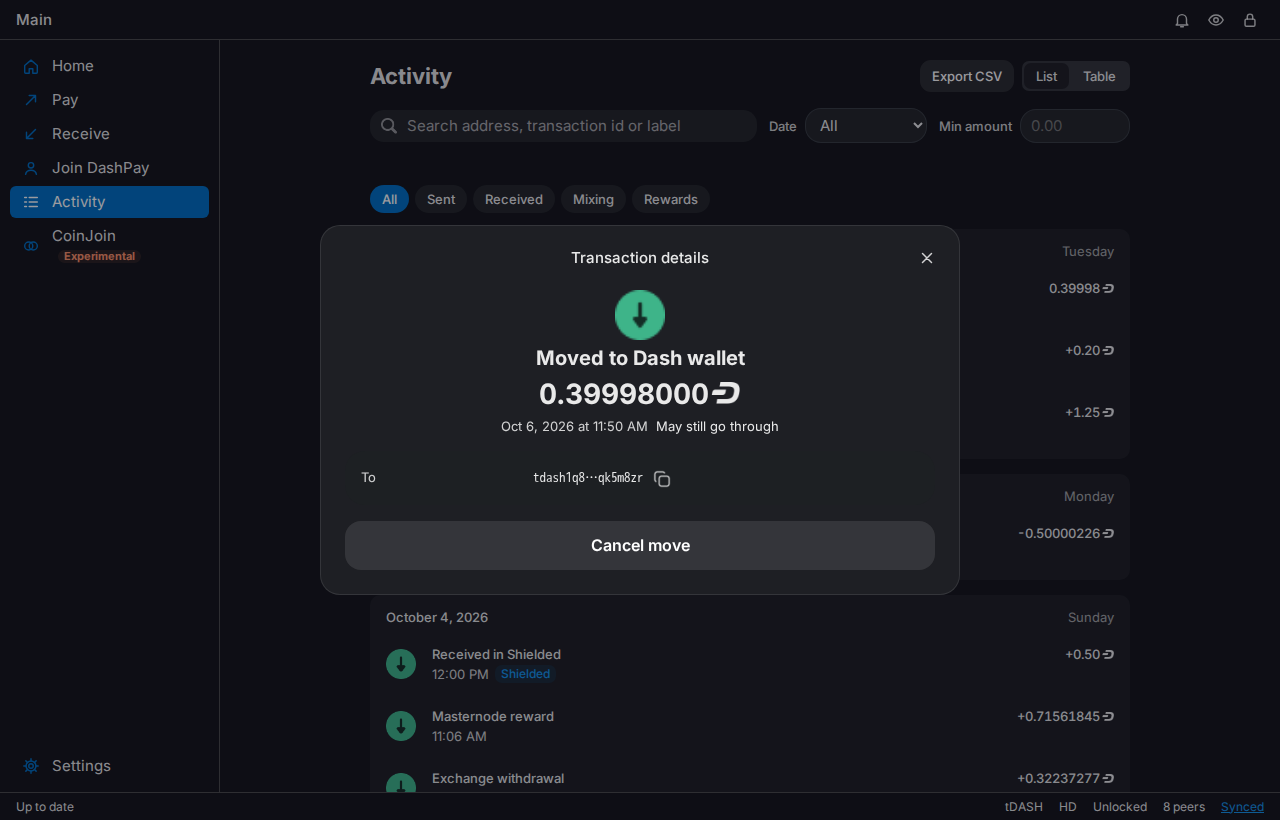 Main
Home
Pay
Receive
Join DashPay
Activity
CoinJoin
Experimental
Settings
Activity
Export CSV
List
Table
Search address, transaction id or label
Date
All
Min amount
0.00
All
Sent
Received
Mixing
Rewards
Tuesday
0.39998
+0.20
+1.25
Monday
-0.50000226
Transaction details
Moved to Dash wallet
0.39998000
Oct 6, 2026 at 11:50 AM May still go through
To
tdash1q8···qk5m8zr
Cancel move
October 4, 2026
Sunday
Received in Shielded
+0.50
12:00 PM Shielded
Masternode reward
+0.71561845
11:06 AM
Exchange withdrawal
+0.32237277
Up to date
tDASH
HD
Unlocked
8 peers
Synced